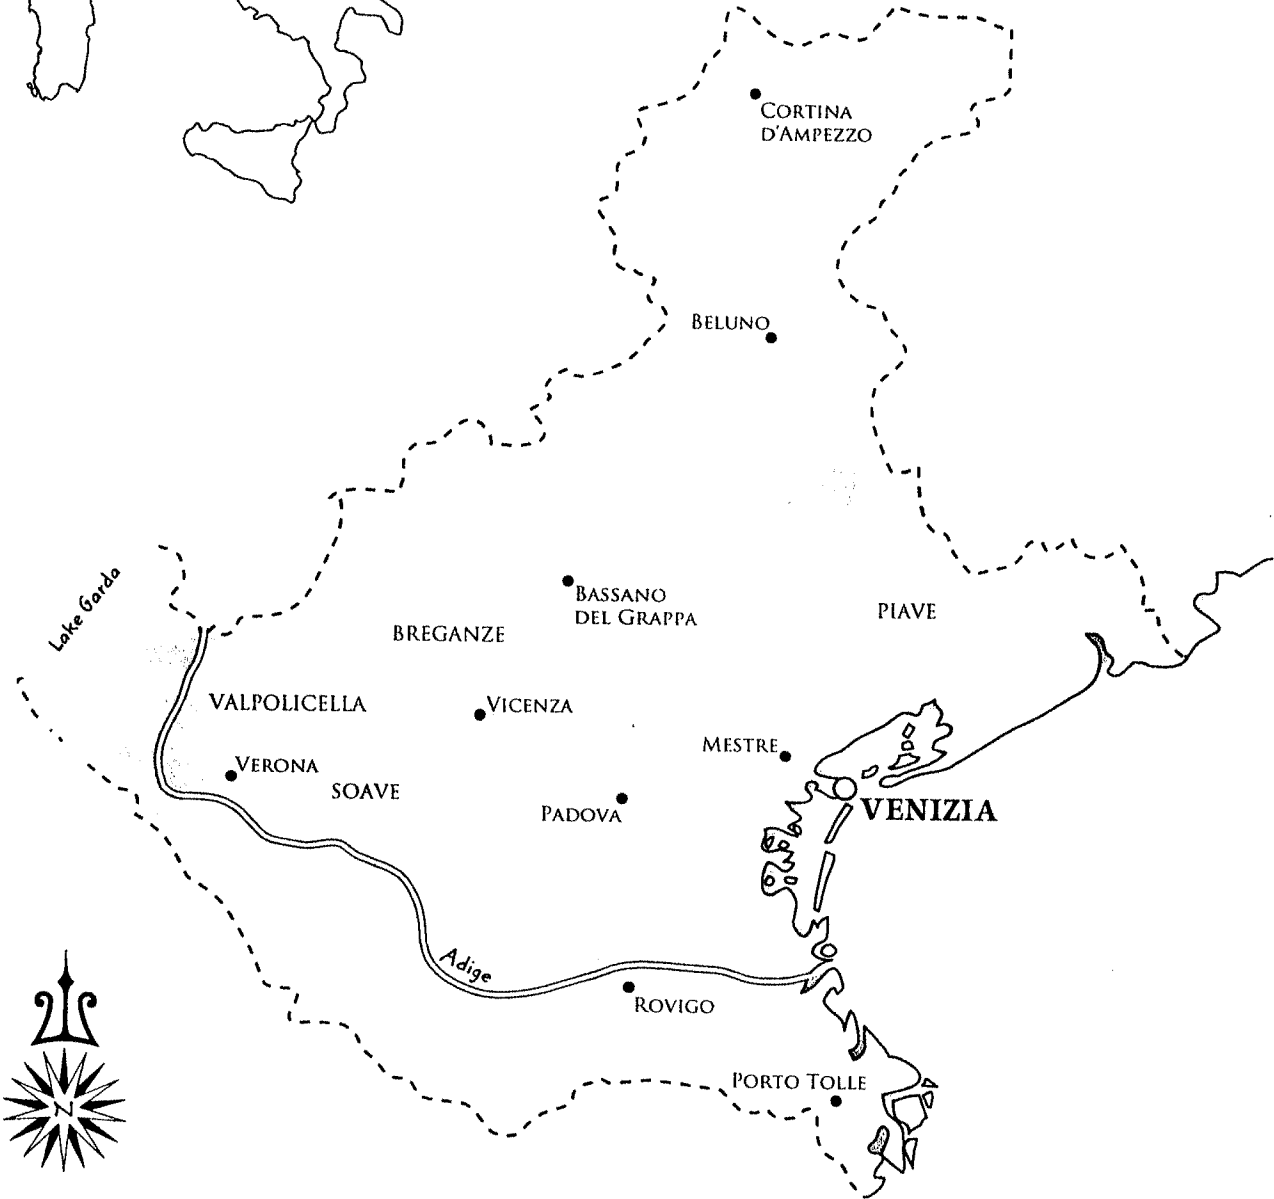 CORTINA
D'AMPEZZO
BELUNO
Lake Garda
BASSANO
DEL GRAPPA
PIAVE
BREGANZE
VALPOLICELLA
VICENZA
MESTRE
VERONA
SOAVE
PADOVA
VENIZIA
Adige
ROVIGO
PORTO TOLLE
N